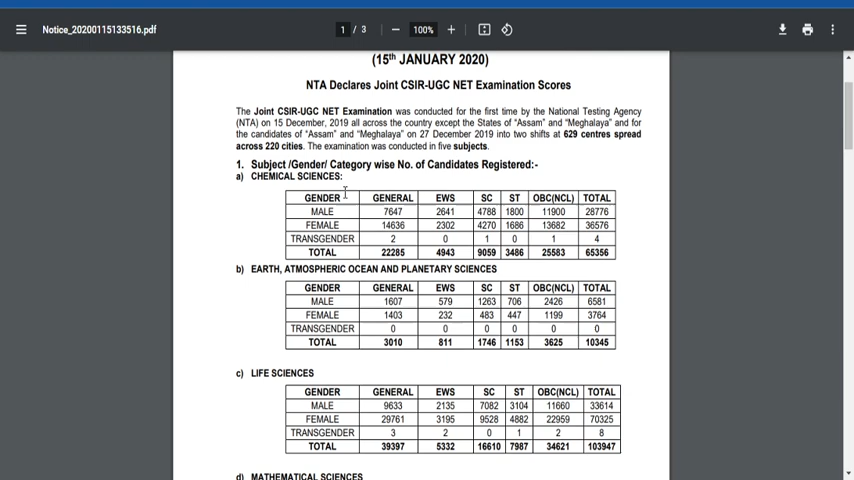 Notice_20200115133516.pdf
1 / 3
100%
(15th JANUARY 2020)
NTA Declares Joint CSIR-UGC NET Examination Scores
The Joint CSIR-UGC NET Examination was conducted for the first time by the National Testing Agency
(NTA) on 15 December, 2019 all across the country except the States of "Assam" and "Meghalaya" and for
the candidates of "Assam" and "Meghalaya" on 27 December 2019 into two shifts at 629 centres spread
across 220 cities. The examination was conducted in five subjects.
1. Subject /Gender/ Category wise No. of Candidates Registered:-
a) CHEMICAL SCIENCES:
GENDER GENERAL EWS SC ST OBC(NCL) TOTAL
MALE 7647 2641 4788 1800 11900 28776
FEMALE 14636 2302 4270 1686 13682 36576
TRANSGENDER 2 0 1 0 1 4
TOTAL 22285 4943 9059 3486 25583 65356
b) EARTH, ATMOSPHERIC OCEAN AND PLANETARY SCIENCES
GENDER GENERAL EWS SC ST OBC(NCL) TOTAL
MALE 1607 579 1263 706 2426 6581
FEMALE 1403 232 483 447 1199 3764
TRANSGENDER 0 0 0 0 0 0
TOTAL 3010 811 1746 1153 3625 10345
c) LIFE SCIENCES
GENDER GENERAL EWS SC ST OBC(NCL) TOTAL
MALE 9633 2135 7082 3104 11660 33614
FEMALE 29761 3195 9528 4882 22959 70325
TRANSGENDER 3 2 0 1 2 8
TOTAL 39397 5332 16610 7987 34621 103947
d) MATHEMATICAL SCIENCES